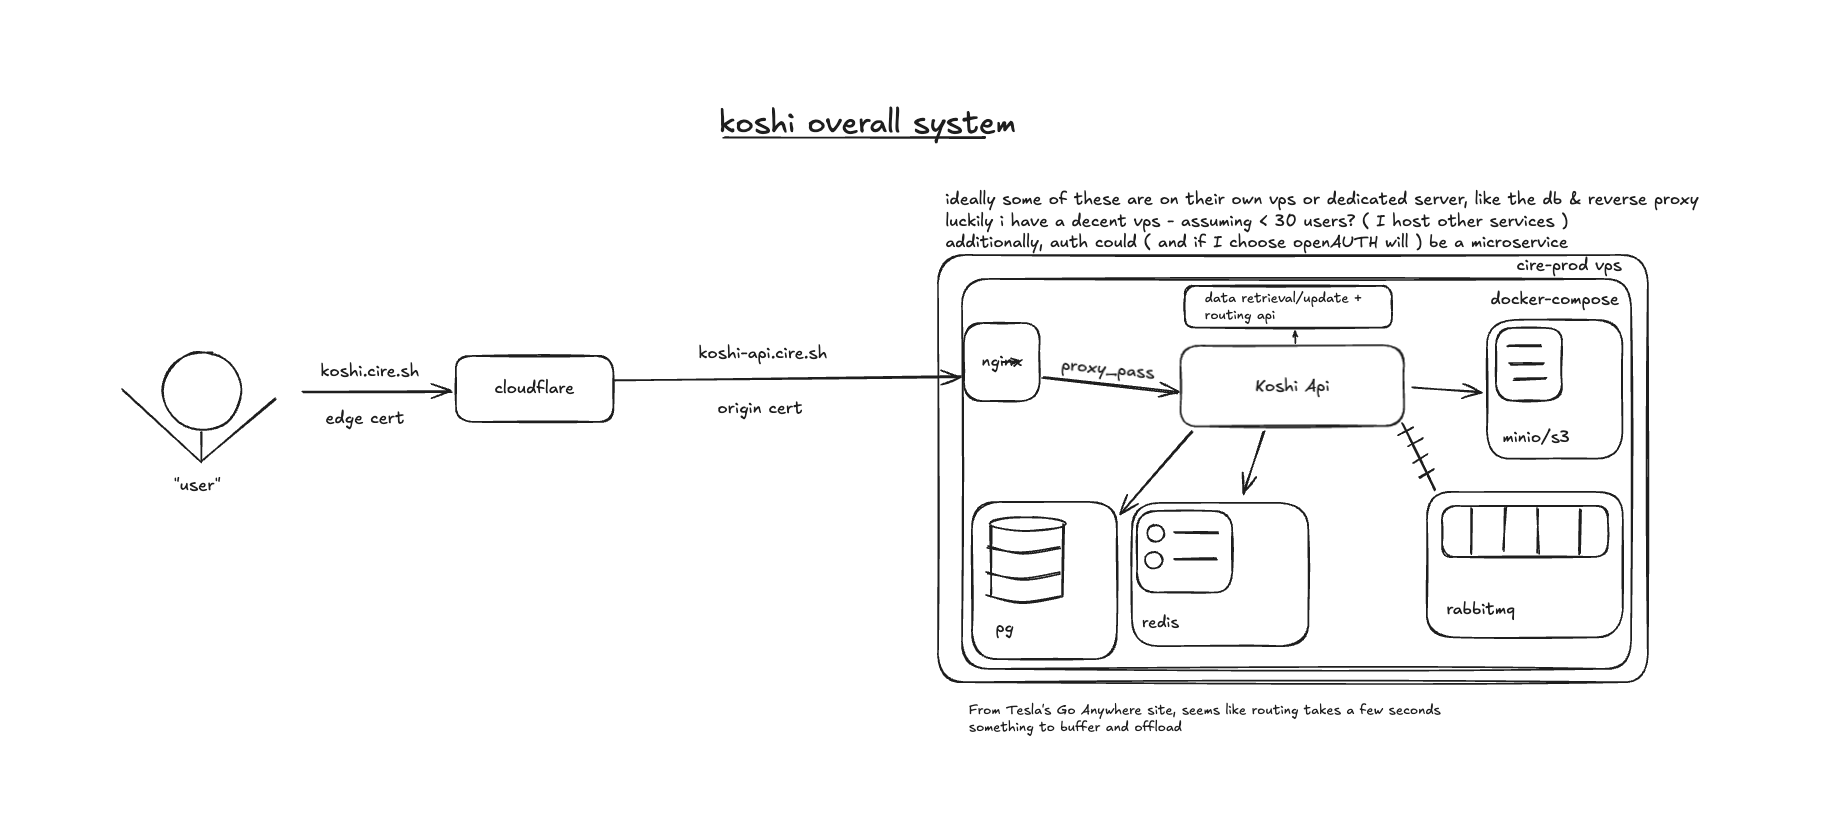 koshi overall system
ideally some of these are on their own vps or dedicated server, like the db & reverse proxy
luckily i have a decent vps - assuming < 30 users? ( I host other services )
additionally, auth could ( and if I choose openAUTH will ) be a microservice
cire-prod vps
docker-compose
data retrieval/update +
routing api
koshi.cire.sh
edge cert
cloudflare
koshi-api.cire.sh
origin cert
nginx
proxy_pass
Koshi Api
minio/s3
"user"
pg
redis
rabbitmq
From Tesla's Go Anywhere site, seems like routing takes a few seconds
something to buffer and offload